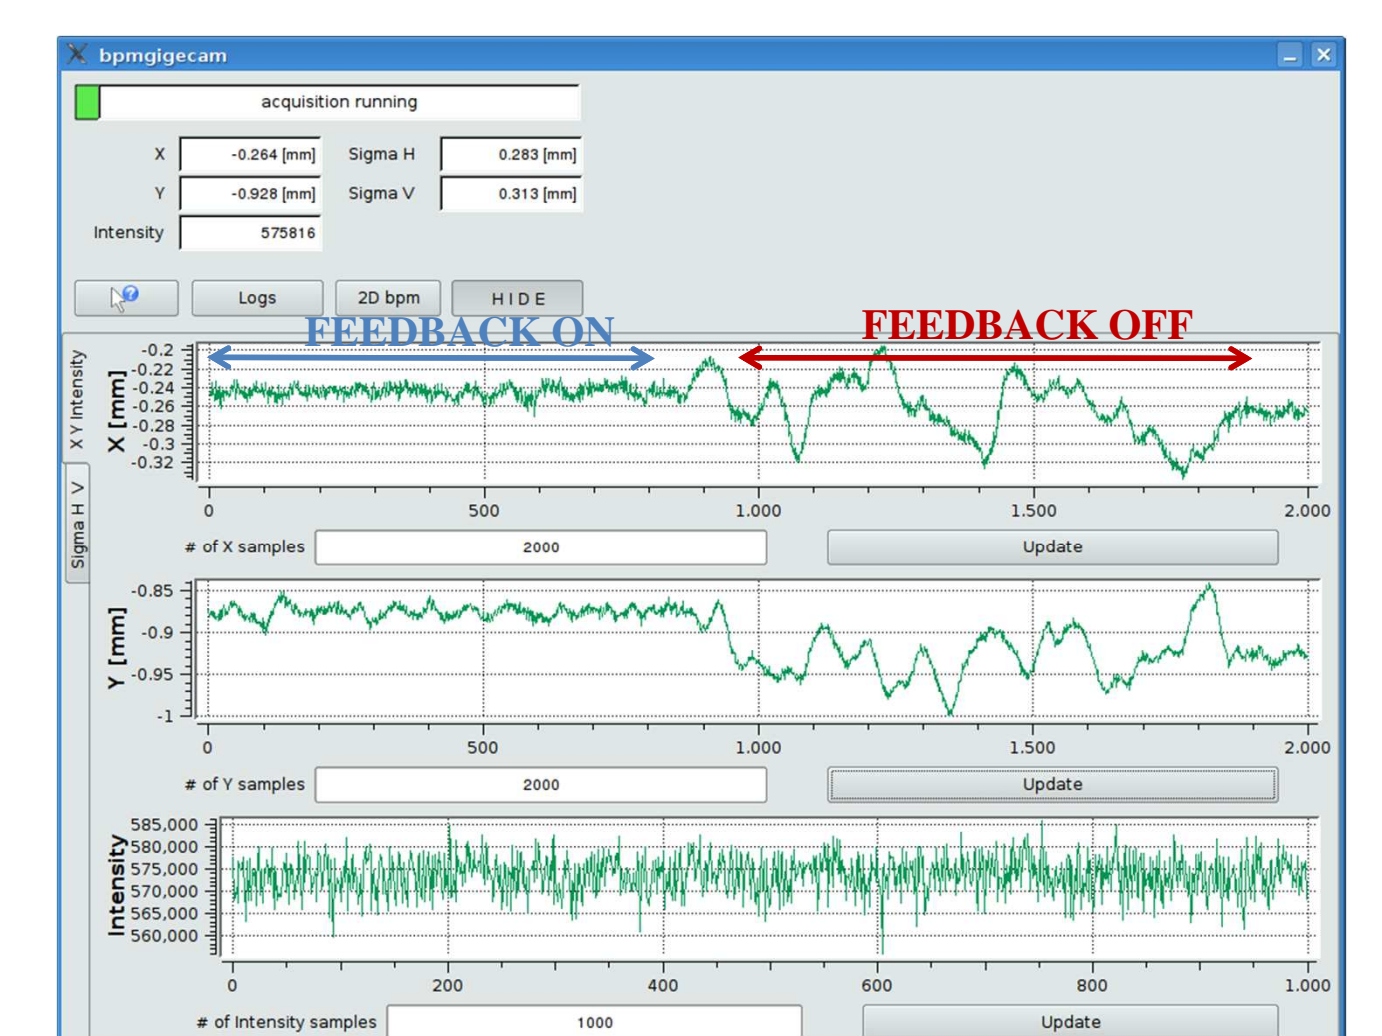 bpmgigecam
acquisition running
X -0.264 [mm] Sigma H 0.283 [mm]
Y -0.928 [mm] Sigma V 0.313 [mm]
Intensity 575816
Logs 2D bpm HIDE
FEEDBACK ON FEEDBACK OFF
X Y Intensity
Sigma H V
X [mm]
-0.2
-0.22
-0.24
-0.26
-0.28
-0.3
-0.32
0 500 1.000 1.500 2.000
# of X samples 2000 Update
Y [mm]
-0.85
-0.9
-0.95
-1
0 500 1.000 1.500 2.000
# of Y samples 2000 Update
Intensity
585,000
580,000
575,000
570,000
565,000
560,000
0 200 400 600 800 1.000
# of Intensity samples 1000 Update